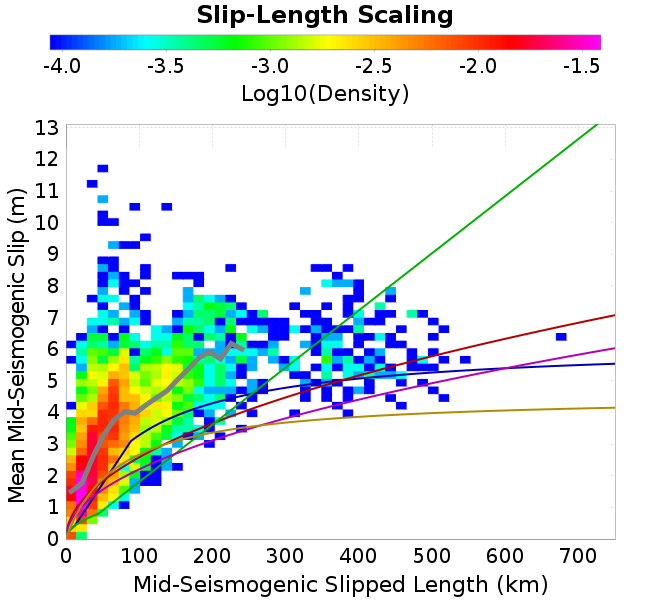 Slip-Length Scaling
-4.0 -3.5 -3.0 -2.5 -2.0 -1.5
Log10(Density)
13
12
11
10
9
8
7
6
5
4
3
2
1
0
Mean Mid-Seismogenic Slip (m)
0 100 200 300 400 500 600 700
Mid-Seismogenic Slipped Length (km)